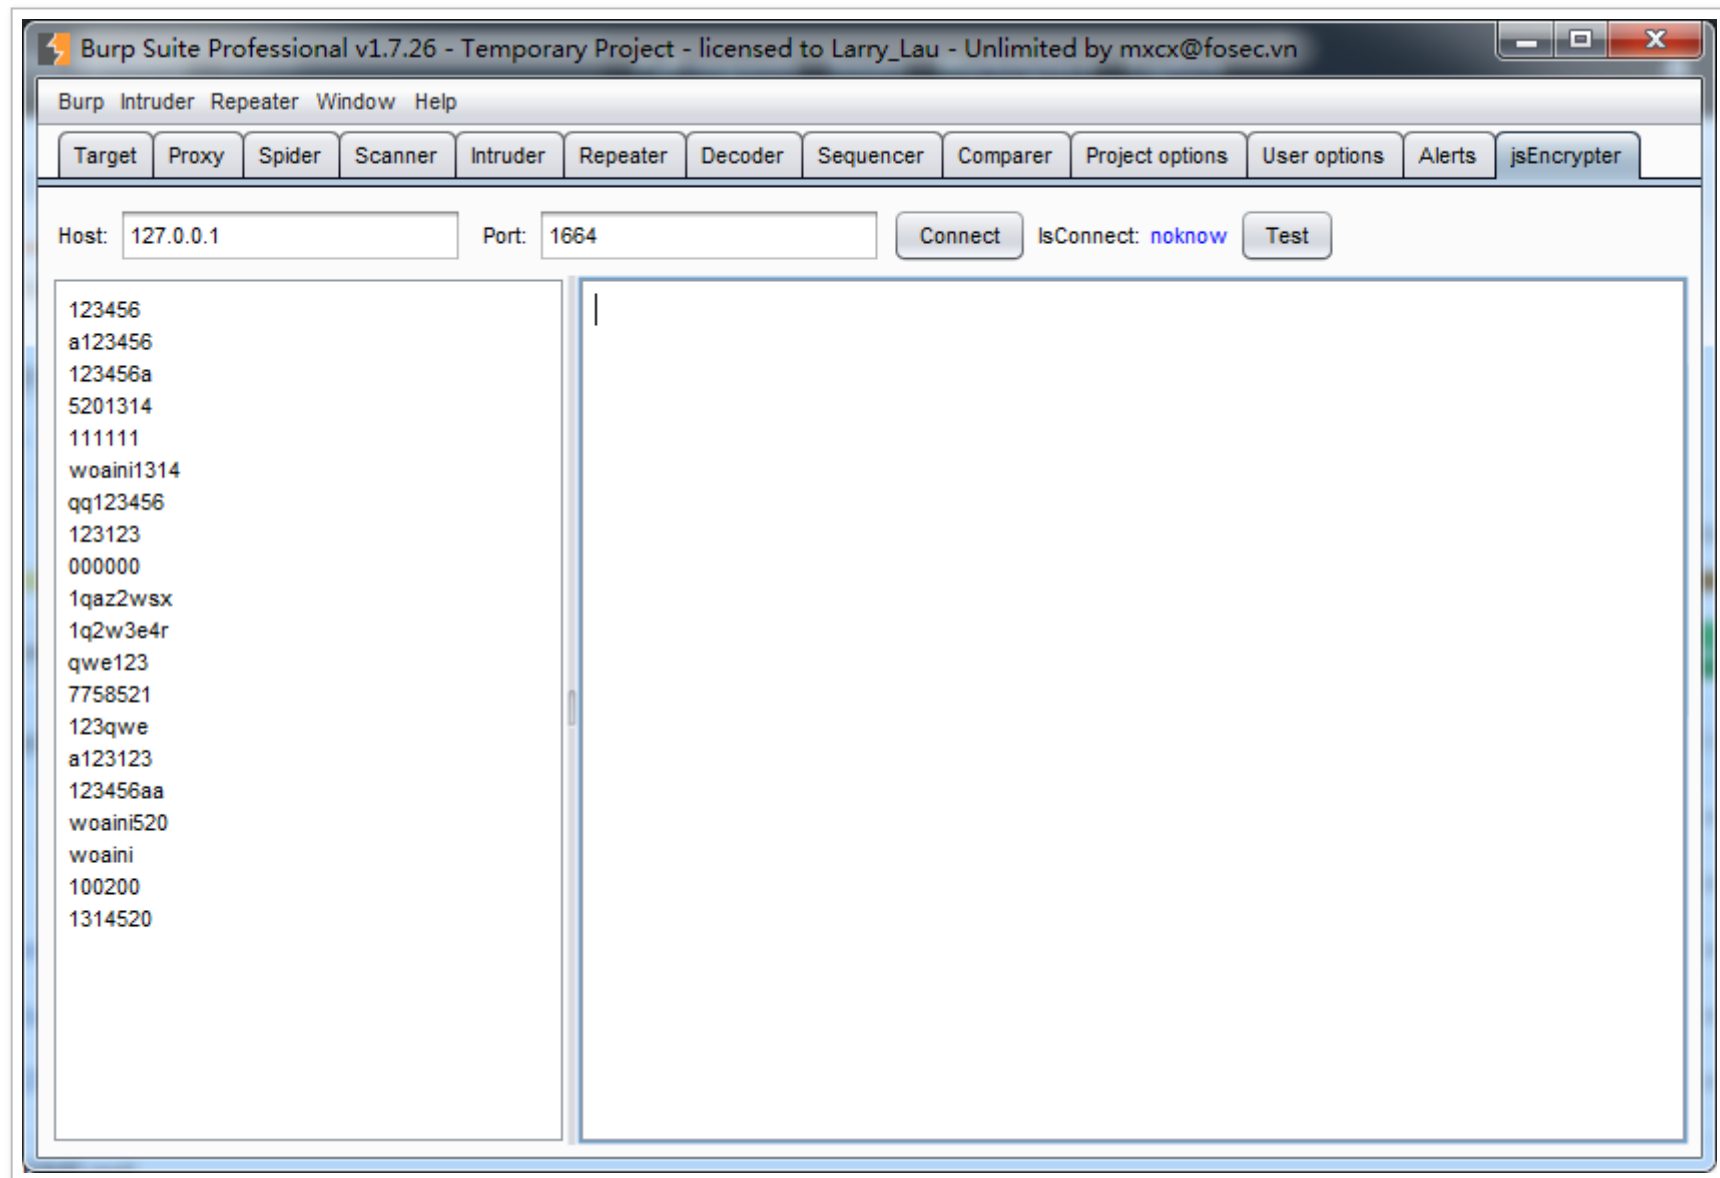 Burp Suite Professional v1.7.26 - Temporary Project - licensed to Larry_Lau - Unlimited by mxcx@fosec.vn
Burp Intruder Repeater Window Help
Target Proxy Spider Scanner Intruder Repeater Decoder Sequencer Comparer Project options User options Alerts jsEncrypter
Host: 127.0.0.1 Port: 1664 Connect IsConnect: noknow Test
123456
a123456
123456a
5201314
111111
woaini1314
qq123456
123123
000000
1qaz2wsx
1q2w3e4r
qwe123
7758521
123qwe
a123123
123456aa
woaini520
woaini
100200
1314520